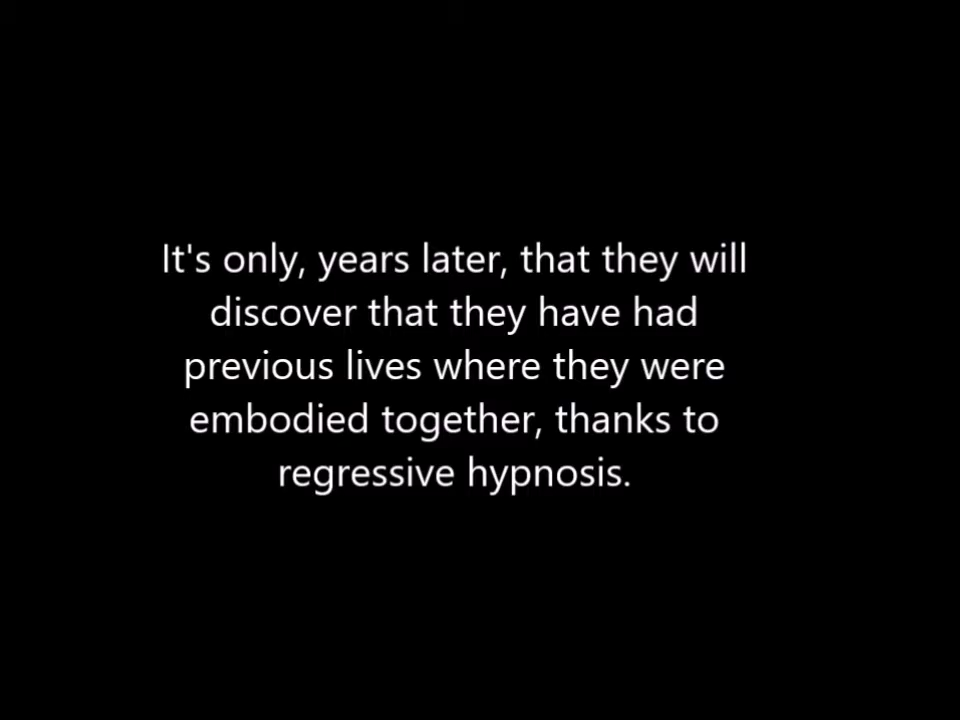 It's only, years later, that they will
discover that they have had
previous lives where they were
embodied together, thanks to
regressive hypnosis.